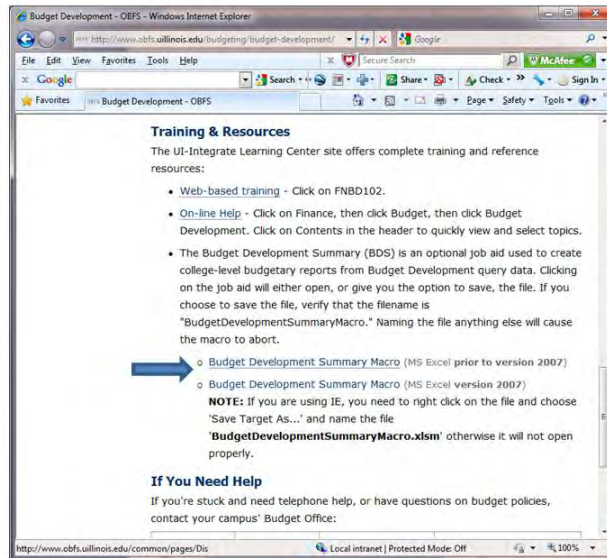 Budget Development - OBFS - Windows Internet Explorer
http://www.obfs.uillinois.edu/budgeting/budget-development/
Google
File Edit View Favorites Tools Help
x
Secure Search
McAfee
x Google
Search
Share
Check
»
Sign In
Favorites
Budget Development - OBFS
Page
Safety
Tools
Training & Resources
The UI-Integrate Learning Center site offers complete training and reference
resources:
• Web-based training - Click on FNBD102.
• On-line Help - Click on Finance, then click Budget, then click Budget
Development. Click on Contents in the header to quickly view and select topics.
• The Budget Development Summary (BDS) is an optional job aid used to create
college-level budgetary reports from Budget Development query data. Clicking
on the job aid will either open, or give you the option to save, the file. If you
choose to save the file, verify that the filename is
"BudgetDevelopmentSummaryMacro." Naming the file anything else will cause
the macro to abort.
o Budget Development Summary Macro (MS Excel prior to version 2007)
o Budget Development Summary Macro (MS Excel version 2007)
NOTE: If you are using IE, you need to right click on the file and choose
'Save Target As...' and name the file
'BudgetDevelopmentSummaryMacro.xlsm' otherwise it will not open
properly.
If You Need Help
If you're stuck and need telephone help, or have questions on budget policies,
contact your campus' Budget Office:
http://www.obfs.uillinois.edu/common/pages/Dis
Local intranet | Protected Mode: Off
100%